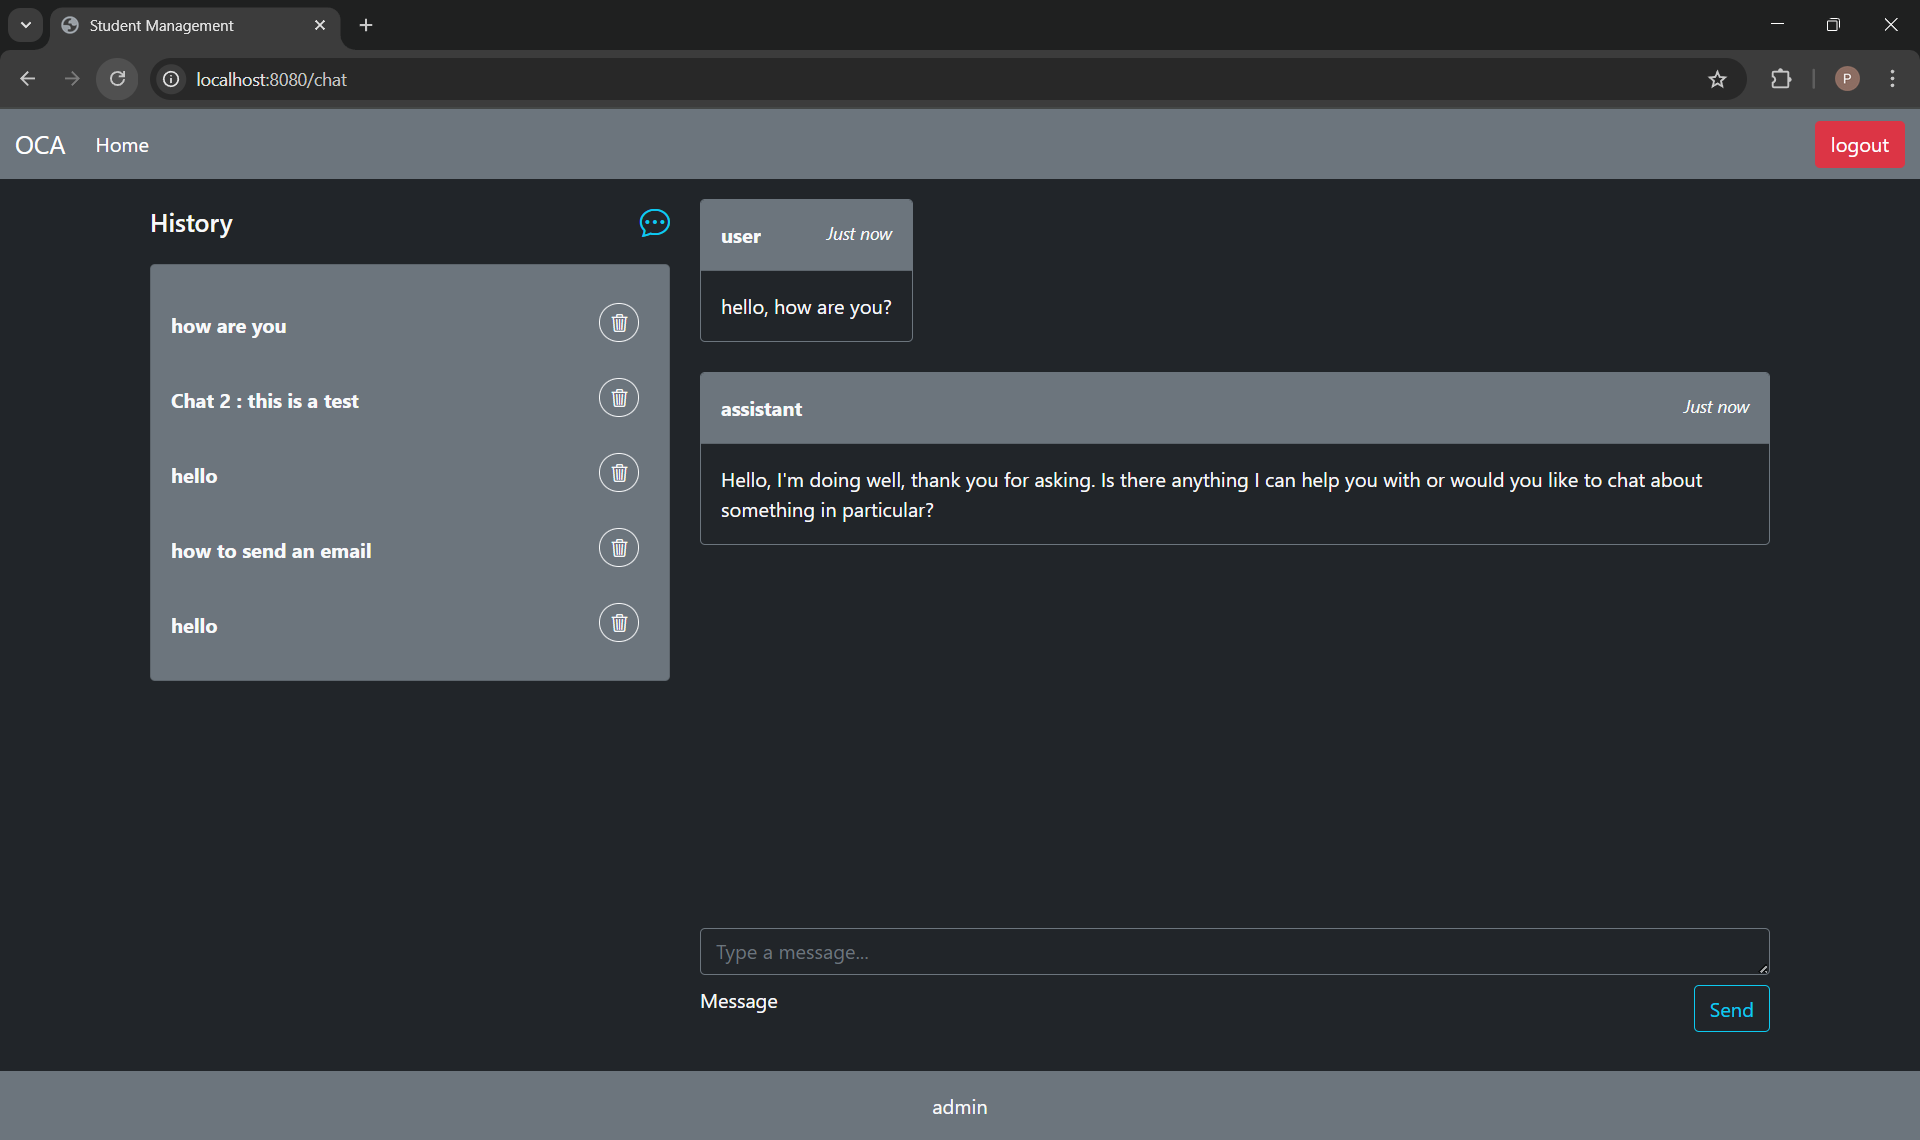 Student Management
localhost:8080/chat
P
OCA
Home
logout
History
how are you
Chat 2 : this is a test
hello
how to send an email
hello
user
Just now
hello, how are you?
assistant
Just now
Hello, I'm doing well, thank you for asking. Is there anything I can help you with or would you like to chat about
something in particular?
Type a message...
Message
Send
admin